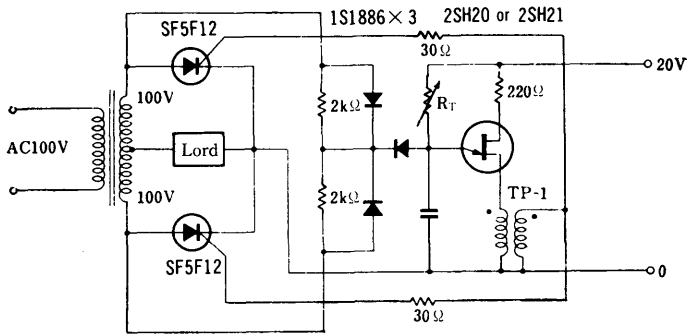 1S1886×3 2SH20 or 2SH21
SF5F12
30Ω
20V
100V
2kΩ
R_T
220Ω
AC100V
Lord
100V
2kΩ
TP-1
SF5F12
0
30Ω